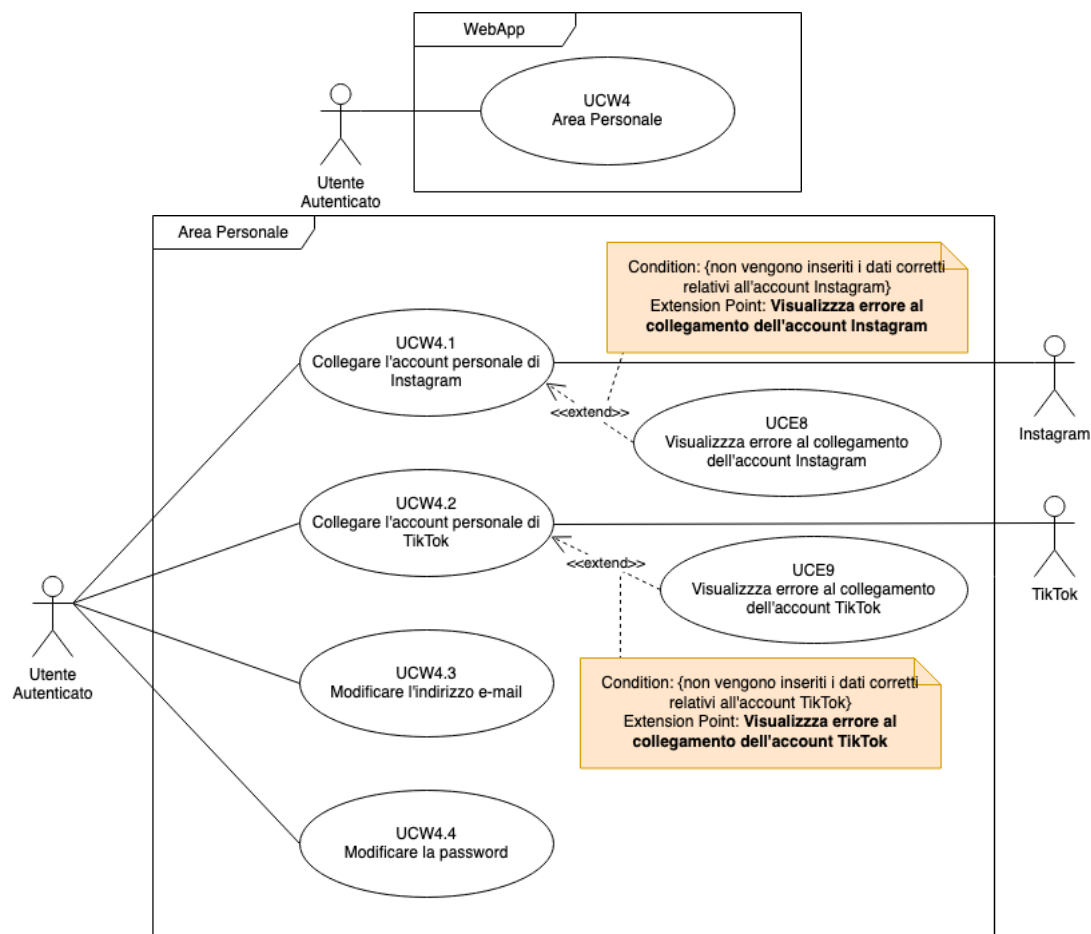 WebApp
UCW4
Area Personale
Utente
Autenticato
Area Personale
Condition: {non vengono inseriti i dati corretti
relativi all'account Instagram}
Extension Point: Visualizzza errore al
collegamento dell'account Instagram
UCW4.1
Collegare l'account personale di
Instagram
<<extend>>
UCE8
Visualizzza errore al collegamento
dell'account Instagram
Instagram
UCW4.2
Collegare l'account personale di
TikTok
<<extend>>
UCE9
Visualizzza errore al collegamento
dell'account TikTok
TikTok
Utente
Autenticato
UCW4.3
Modificare l'indirizzo e-mail
Condition: {non vengono inseriti i dati corretti
relativi all'account TikTok}
Extension Point: Visualizzza errore al
collegamento dell'account TikTok
UCW4.4
Modificare la password